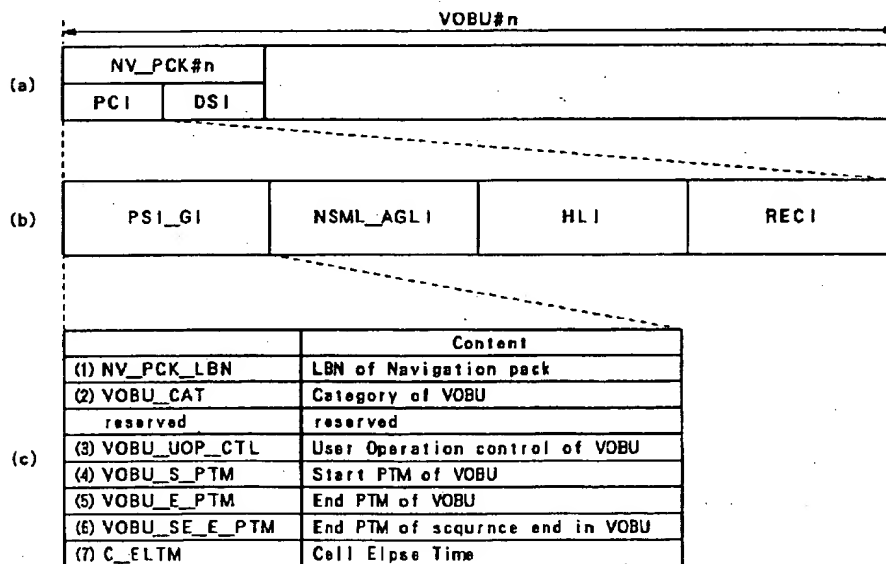 VOBU#n
(a)
NV_PCK#n
PCI DSI
(b)
PSI_GI NSML_AGLI HLI RECI
(c)
Content
(1) NV_PCK_LBN LBN of Navigation pack
(2) VOBU_CAT Category of VOBU
reserved reserved
(3) VOBU_UOP_CTL User Operation control of VOBU
(4) VOBU_S_PTM Start PTM of VOBU
(5) VOBU_E_PTM End PTM of VOBU
(6) VOBU_SE_E_PTM End PTM of scqurnce end in VOBU
(7) C_ELTM Cell Elpse Time